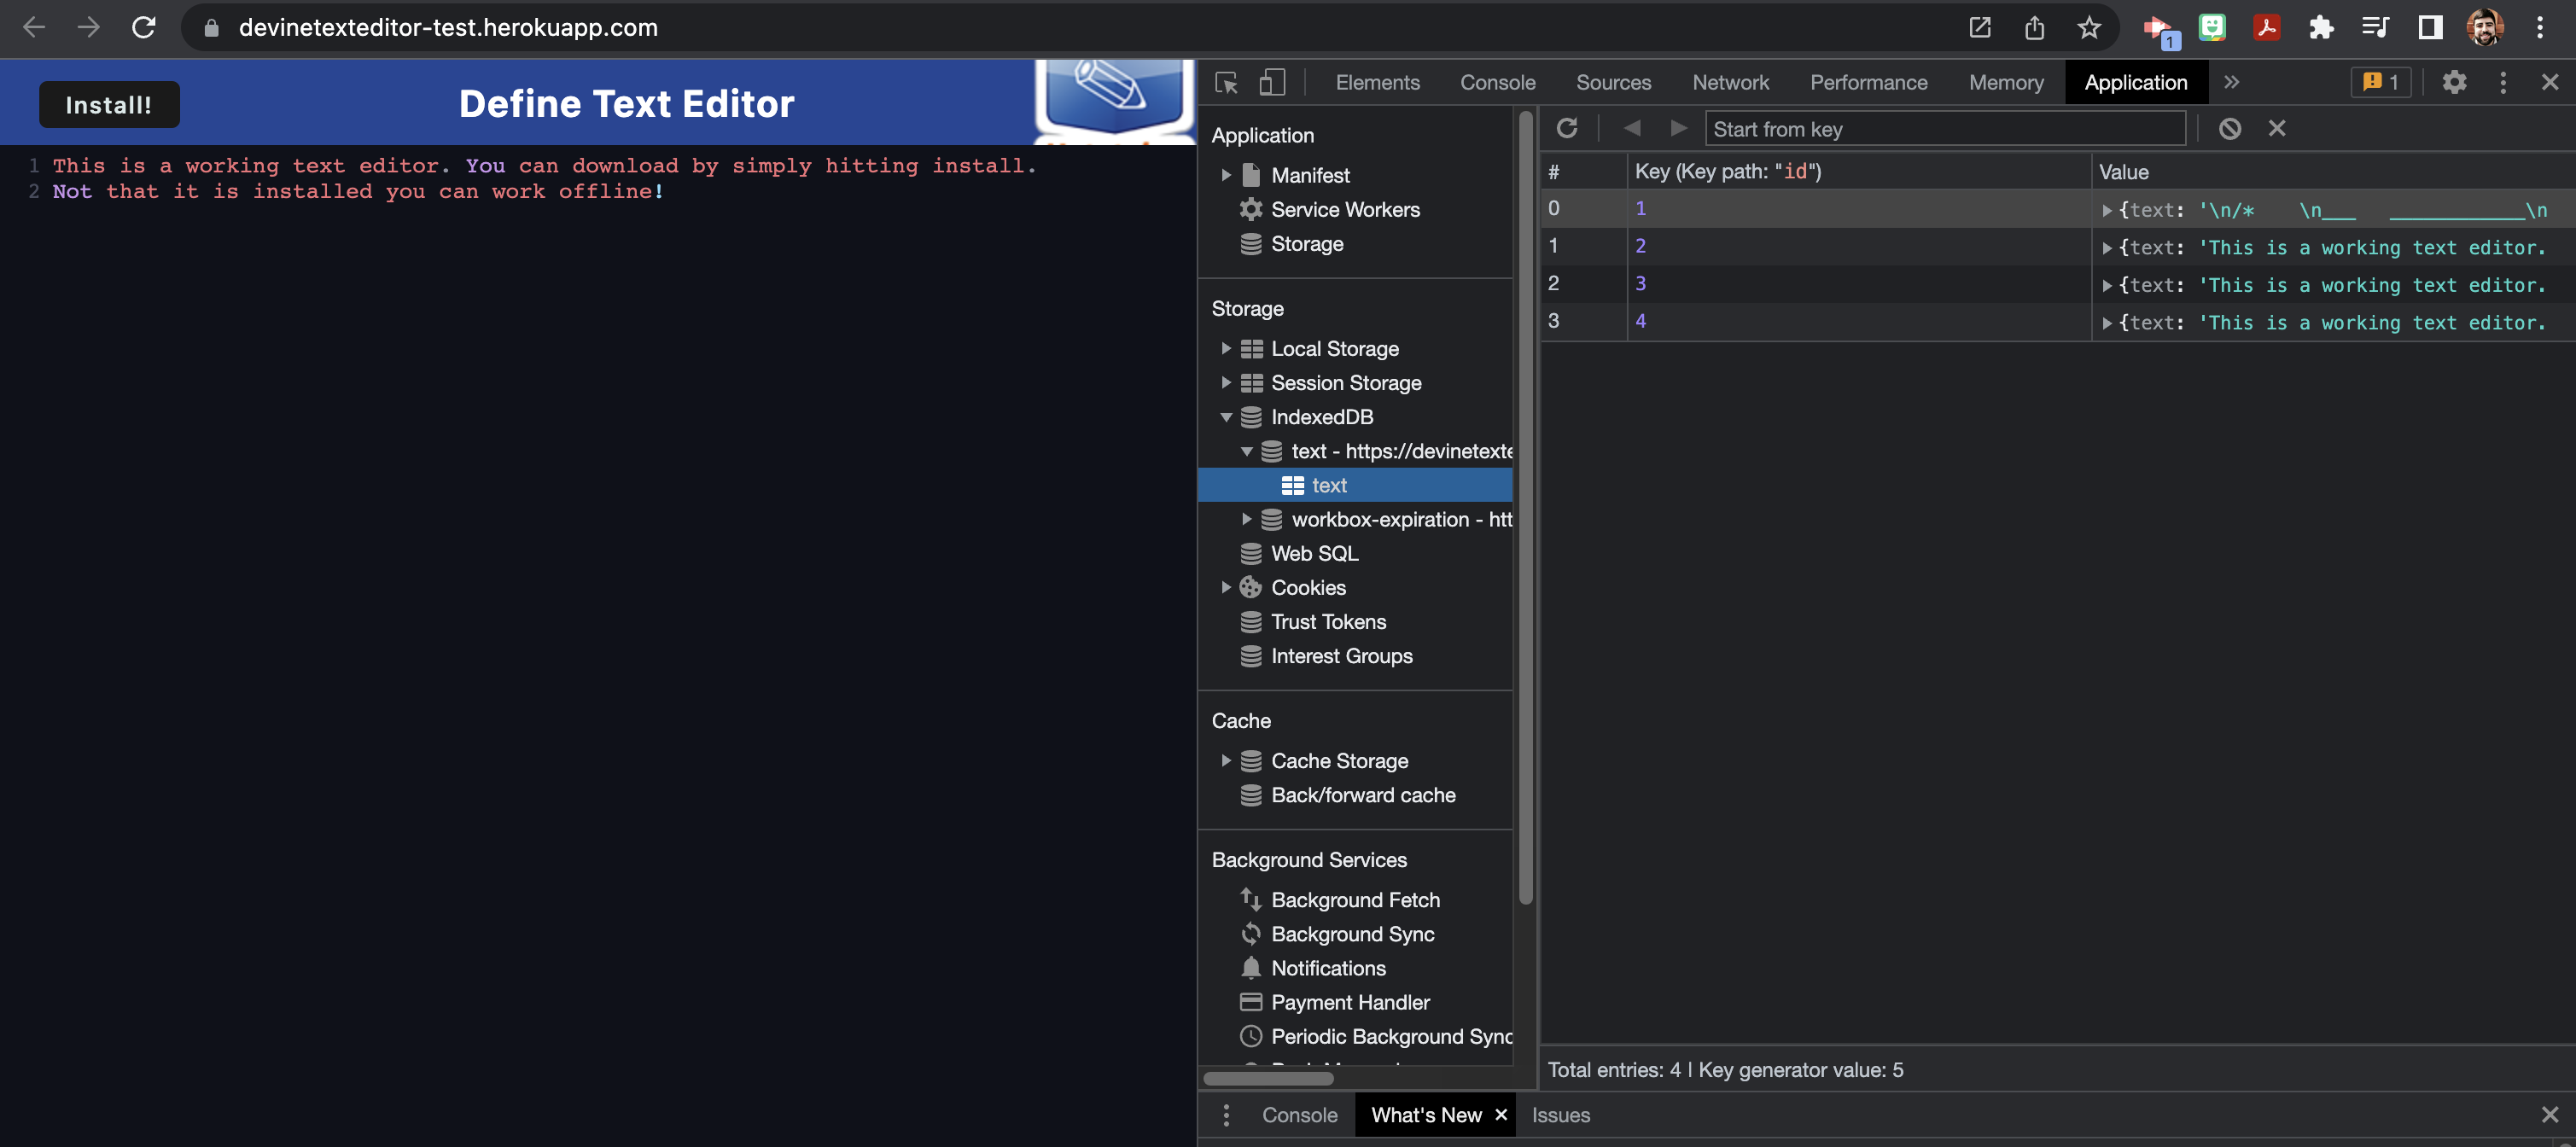 devinetexteditor-test.herokuapp.com
1
Install!
Define Text Editor
1 This is a working text editor. You can download by simply hitting install.
2 Not that it is installed you can work offline!
Elements Console Sources Network Performance Memory Application 1
Application
Manifest
Service Workers
Storage
Storage
Local Storage
Session Storage
IndexedDB
text - https://devinetexte
text
workbox-expiration - htt
Web SQL
Cookies
Trust Tokens
Interest Groups
Cache
Cache Storage
Back/forward cache
Background Services
Background Fetch
Background Sync
Notifications
Payment Handler
Periodic Background Sync
Start from key
# Key (Key path: "id") Value
0 1 {text: '\n/* \n___ ____________\n
1 2 {text: 'This is a working text editor.
2 3 {text: 'This is a working text editor.
3 4 {text: 'This is a working text editor.
Total entries: 4 | Key generator value: 5
Console What's New Issues